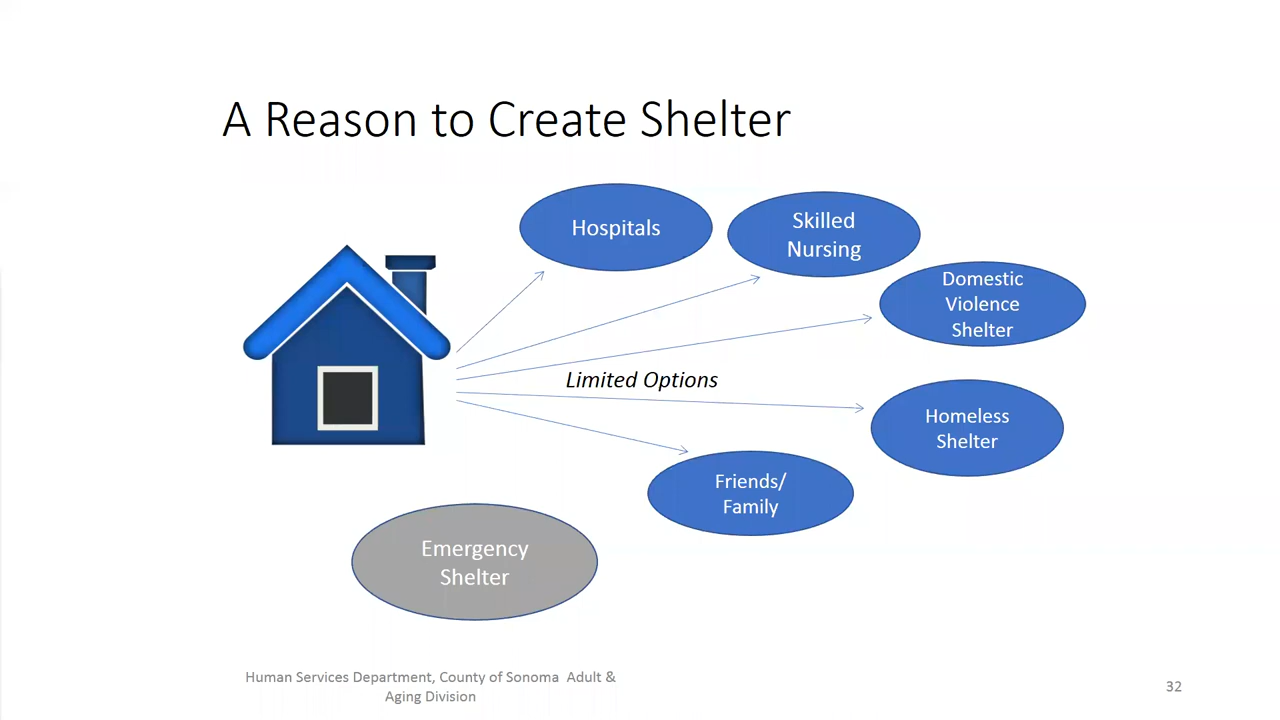 A Reason to Create Shelter
Hospitals
Skilled
Nursing
Domestic
Violence
Shelter
Limited Options
Homeless
Shelter
Friends/
Family
Emergency
Shelter
Human Services Department, County of Sonoma  Adult &
Aging Division
32